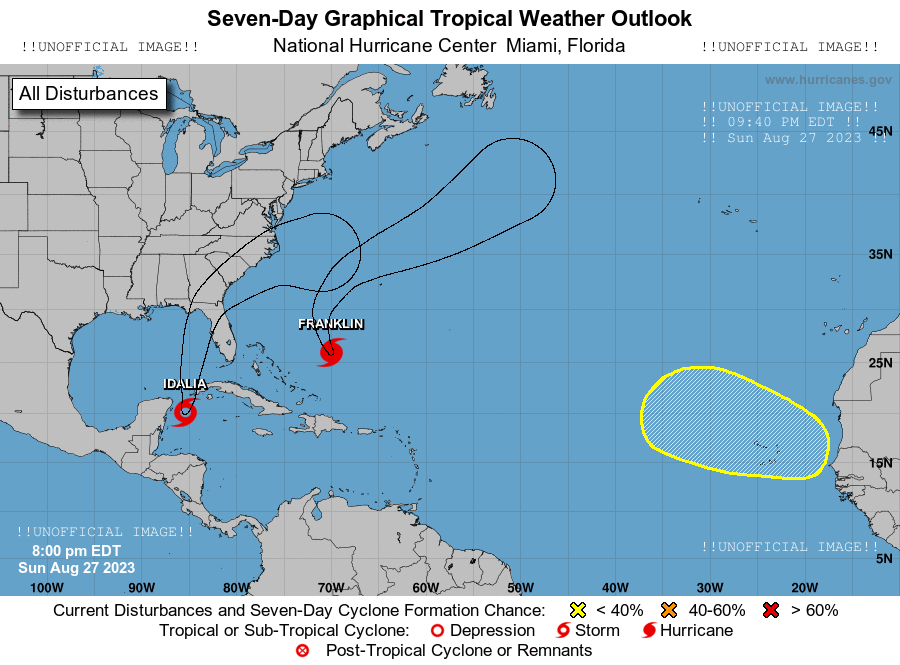 Seven-Day Graphical Tropical Weather Outlook
!!UNOFFICIAL IMAGE!! National Hurricane Center  Miami, Florida !!UNOFFICIAL IMAGE!!
All Disturbances
www.hurricanes.gov
!!UNOFFICIAL IMAGE!!
!! 09:40 PM EDT !!
!! Sun Aug 27 2023 !!
45N
35N
FRANKLIN
25N
IDALIA
15N
!!UNOFFICIAL IMAGE!!
8:00 pm EDT
Sun Aug 27 2023
!!UNOFFICIAL IMAGE!!
5N
100W 90W 80W 70W 60W 50W 40W 30W 20W
Current Disturbances and Seven-Day Cyclone Formation Chance: < 40% 40-60% > 60%
Tropical or Sub-Tropical Cyclone: Depression Storm Hurricane
Post-Tropical Cyclone or Remnants